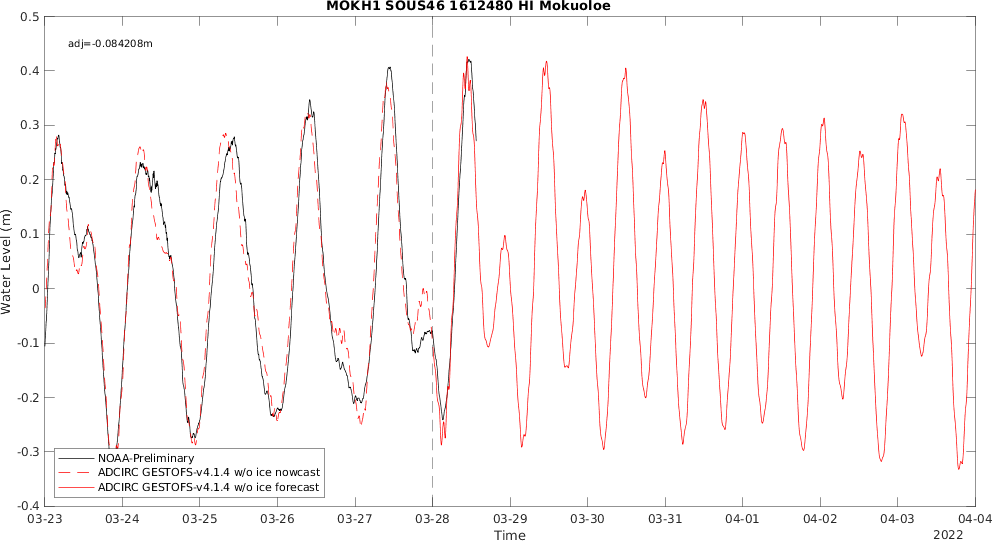 MOKH1 SOUS46 1612480 HI Mokuoloe
adj=-0.084208m
Water Level (m)
0.5
0.4
0.3
0.2
0.1
0
-0.1
-0.2
-0.3
-0.4
NOAA-Preliminary
ADCIRC GESTOFS-v4.1.4 w/o ice nowcast
ADCIRC GESTOFS-v4.1.4 w/o ice forecast
03-23 03-24 03-25 03-26 03-27 03-28 03-29 03-30 03-31 04-01 04-02 04-03 04-04
Time
2022